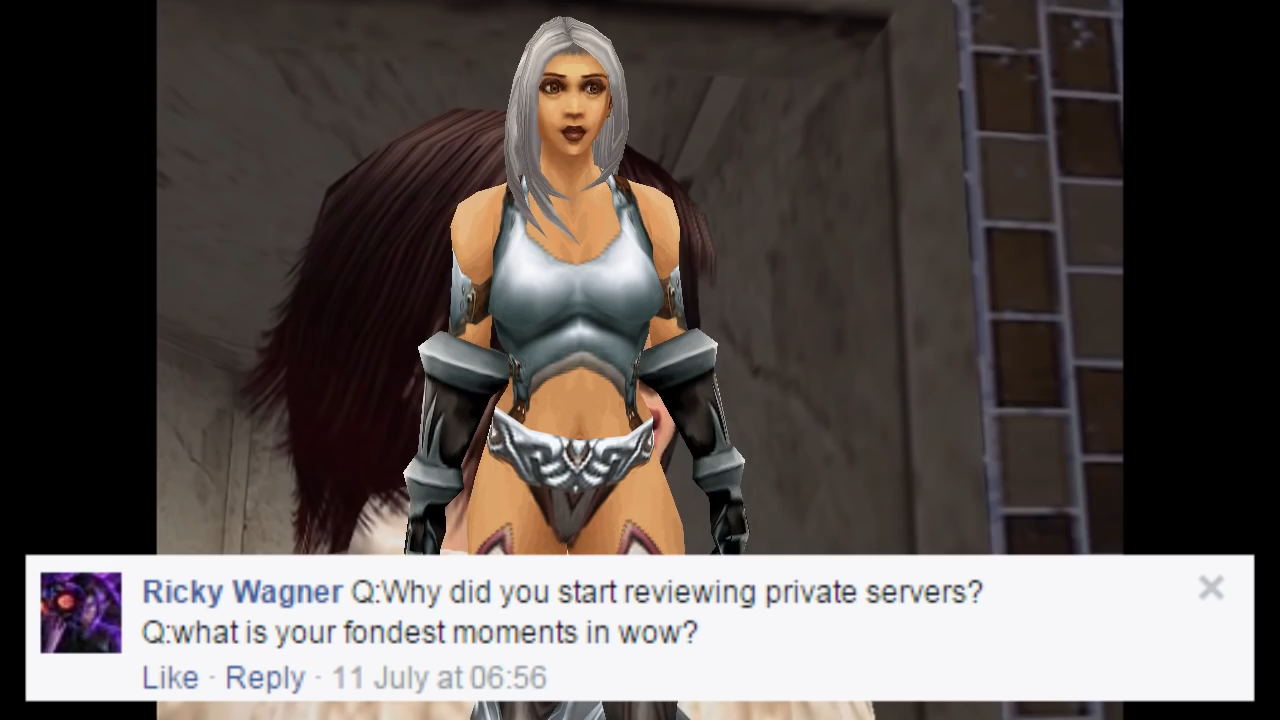 Ricky Wagner Q:Why did you start reviewing private servers?
Q:what is your fondest moments in wow?
Like · Reply · 11 July at 06:56